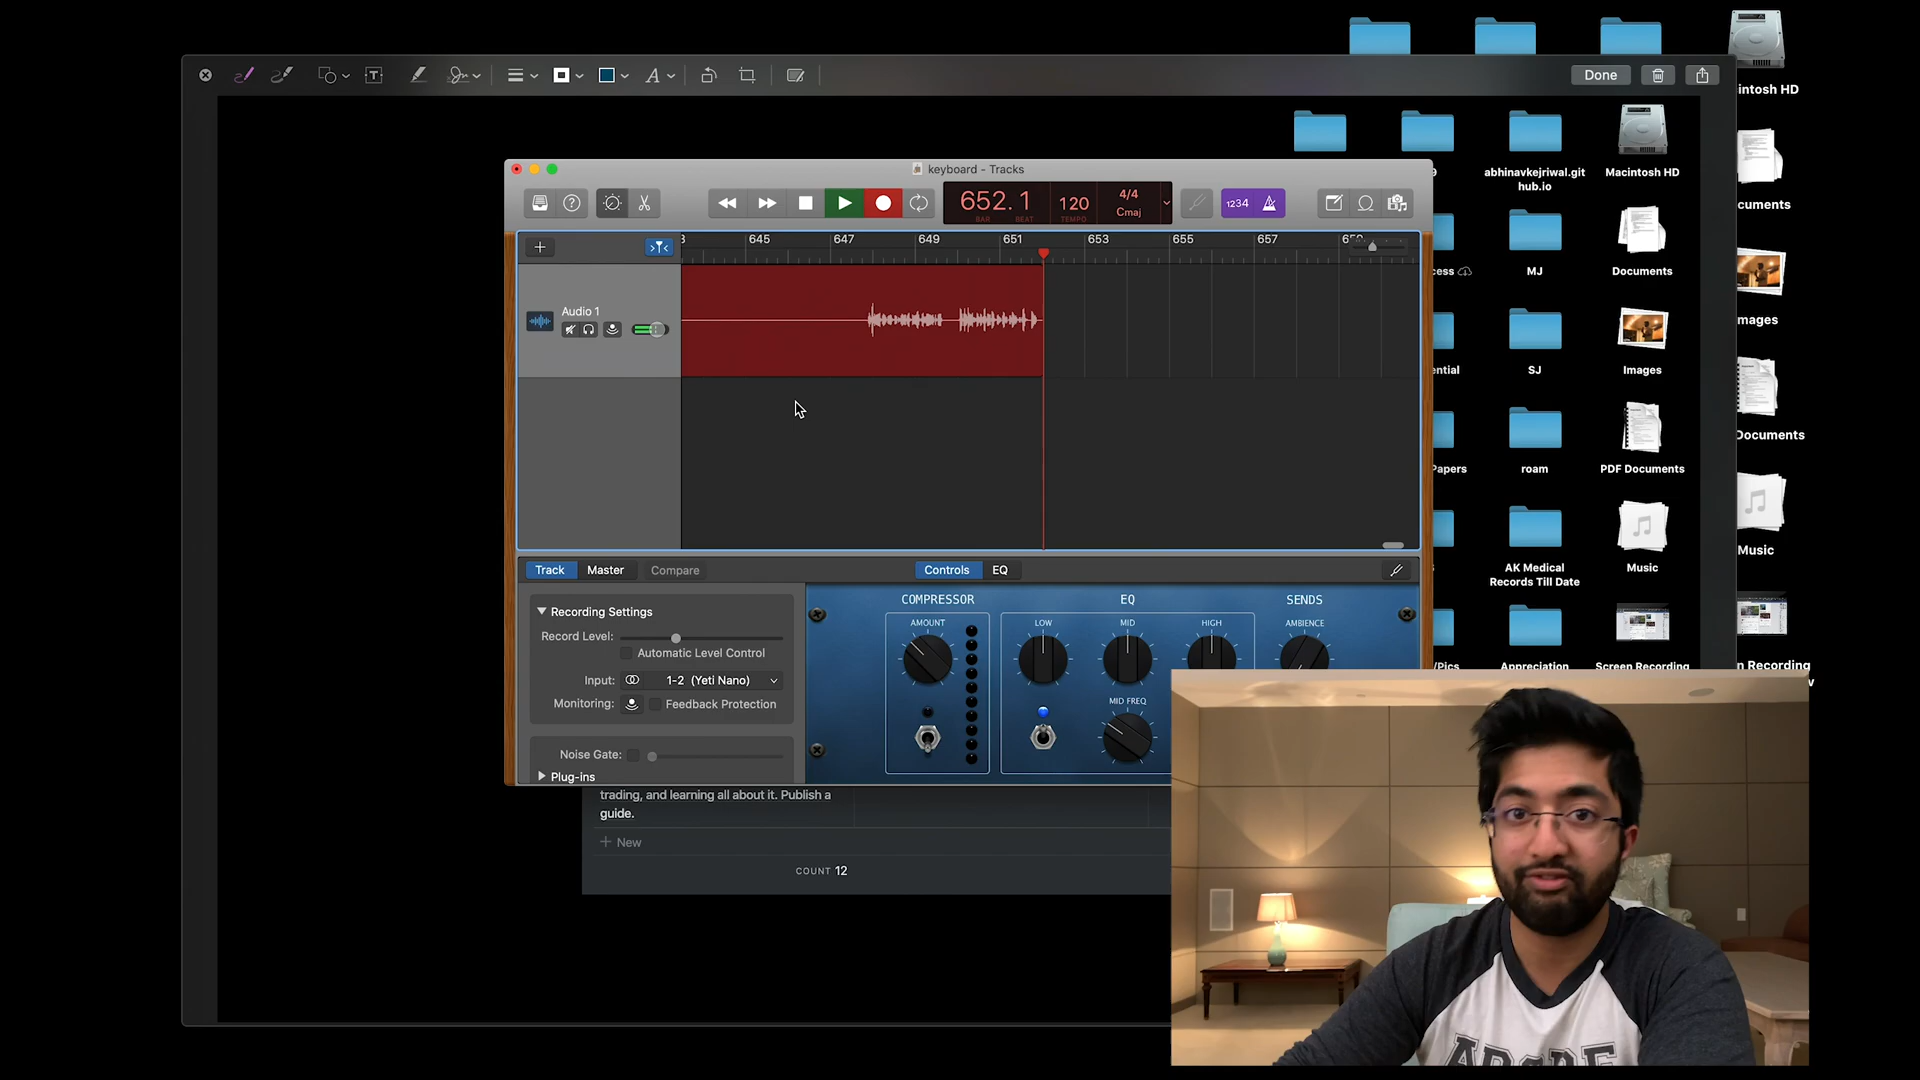 Done
intosh HD
abhinavkejriwal.git
hub.io
Macintosh HD
cuments
keyboard - Tracks
652. 1
BAR
BEAT
120
TEMPO
4/4
Cmaj
1234
645
647
649
651
653
655
657
Audio 1
cess
MJ
Documents
mages
ential
SJ
Images
Documents
Papers
roam
PDF Documents
Music
AK Medical
Records Till Date
Music
/Pics
Appreciation
Screen Recording
n Recording
Track
Master
Compare
Controls
EQ
Recording Settings
Record Level:
Automatic Level Control
Input:
1-2 (Yeti Nano)
Monitoring:
Feedback Protection
Noise Gate:
Plug-ins
COMPRESSOR
AMOUNT
EQ
LOW
MID
HIGH
MID FREQ
SENDS
AMBIENCE
trading, and learning all about it. Publish a
guide.
+ New
COUNT 12